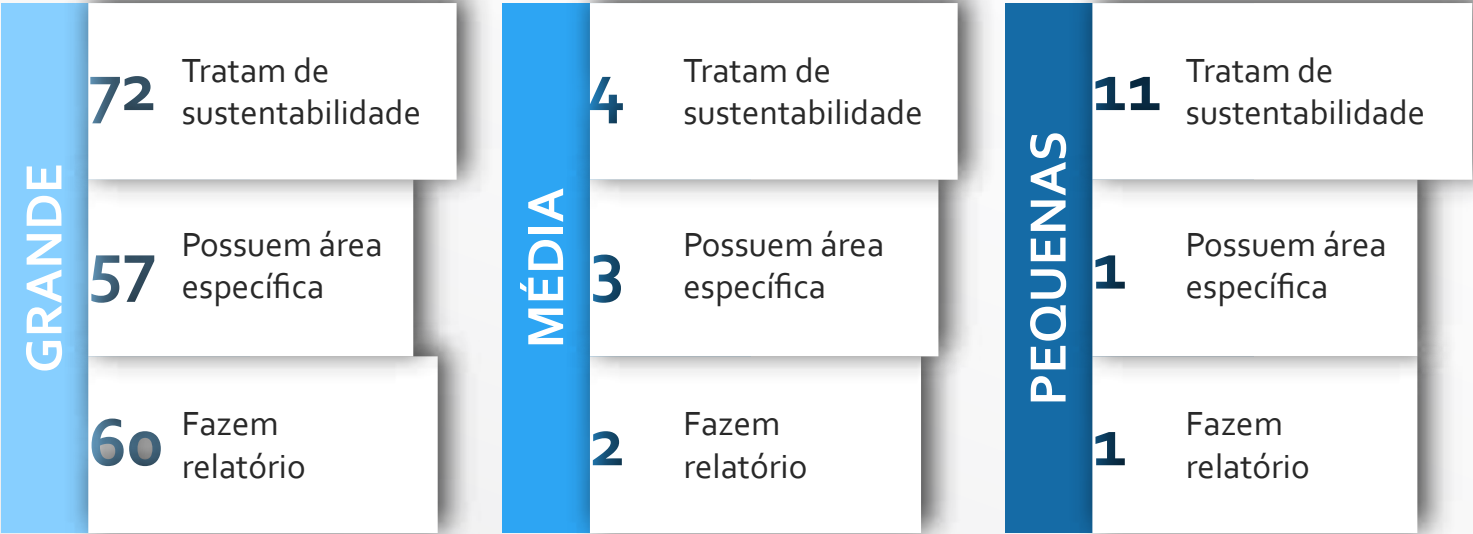 GRANDE
72
Tratam de
sustentabilidade
57
Possuem área
específica
60
Fazem
relatório
MÉDIA
4
Tratam de
sustentabilidade
3
Possuem área
específica
2
Fazem
relatório
PEQUENAS
11
Tratam de
sustentabilidade
1
Possuem área
específica
1
Fazem
relatório